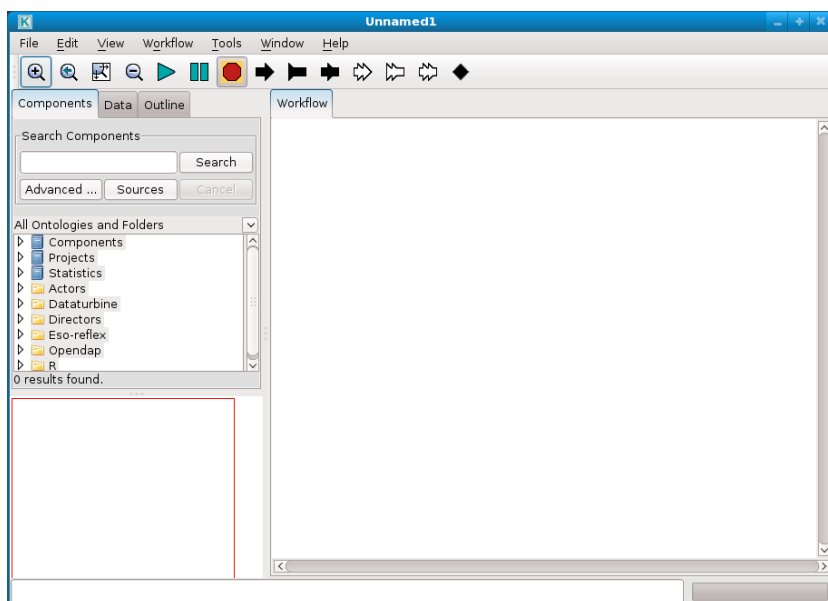 K
Unnamed1
File Edit View Workflow Tools Window Help
Components Data Outline
Workflow
Search Components
Search
Advanced ... Sources Cancel
All Ontologies and Folders
Components
Projects
Statistics
Actors
Dataturbine
Directors
Eso-reflex
Opendap
R
0 results found.